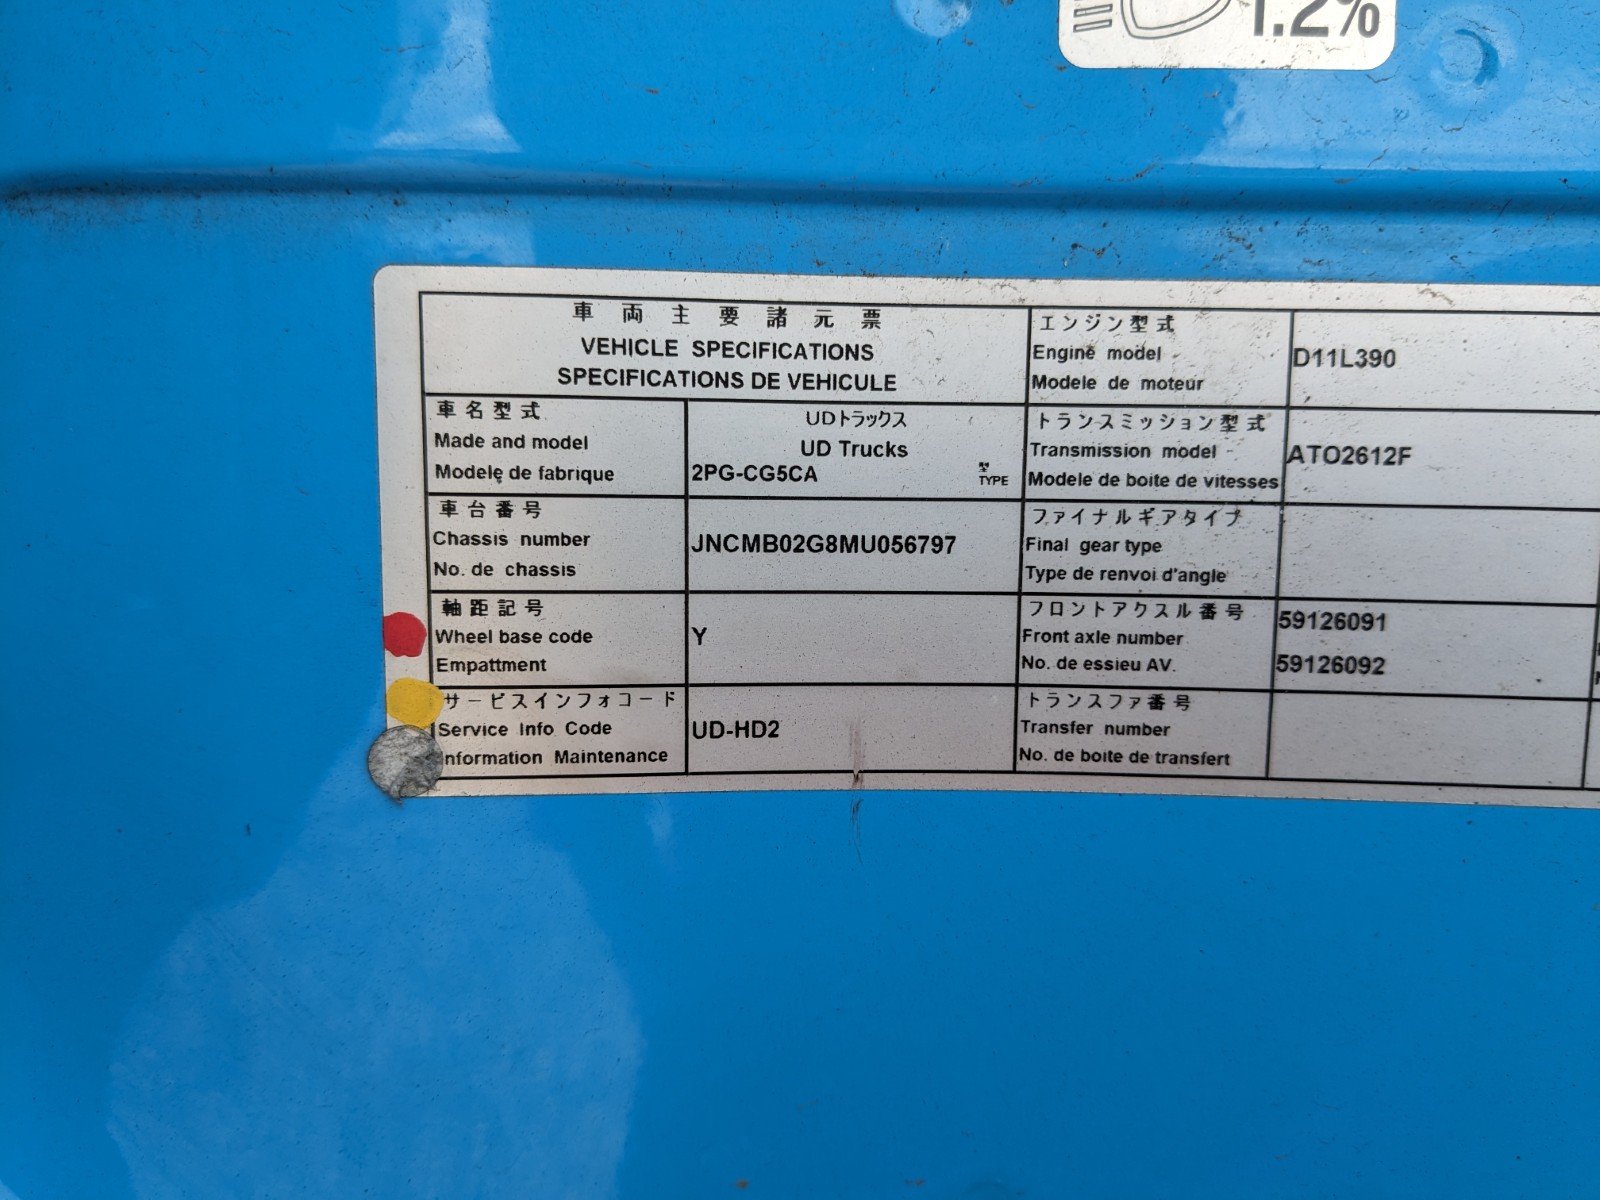 1.2%
車両主要諸元票
VEHICLE SPECIFICATIONS
SPECIFICATIONS DE VEHICULE
エンジン型式
Engine model
Modele de moteur
D11L390
車名型式
Made and model
Modele de fabrique
UDトラックス
UD Trucks
2PG-CG5CA
型
TYPE
トランスミッション型式
Transmission model
Modele de boite de vitesses
ATO2612F
車台番号
Chassis number
No. de chassis
JNCMB02G8MU056797
ファイナルギアタイプ
Final gear type
Type de renvoi d'angle
軸距記号
Wheel base code
Empattment
Y
フロントアクスル番号
Front axle number
No. de essieu AV.
59126091
59126092
サービスインフォコード
Service Info Code
Information Maintenance
UD-HD2
トランスファ番号
Transfer number
No. de boite de transfert